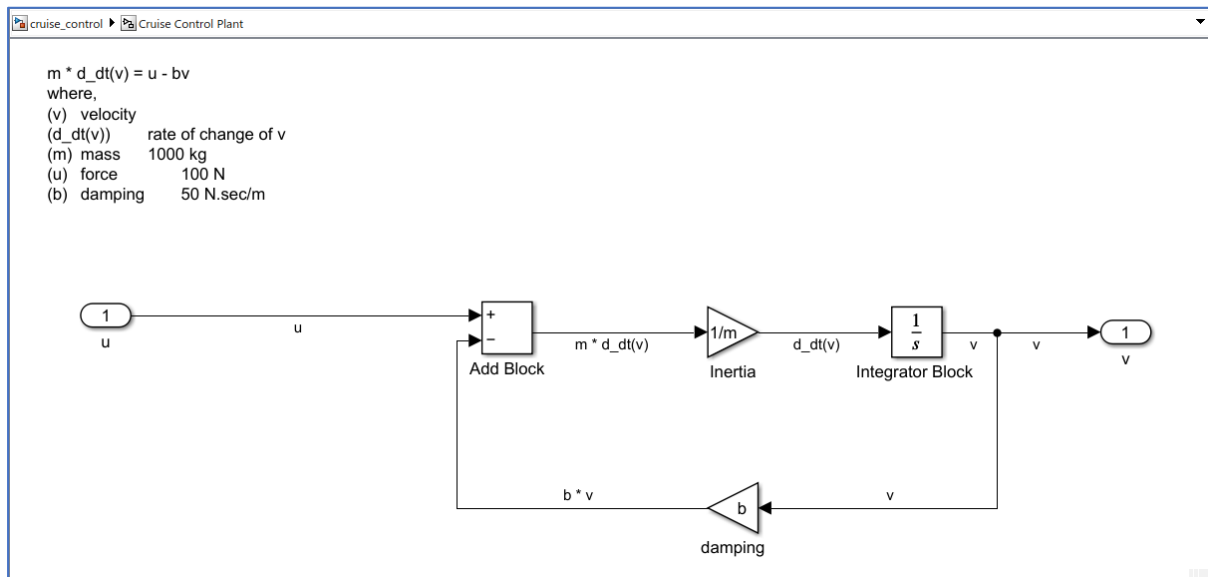 cruise_control ▶ Cruise Control Plant
m * d_dt(v) = u - bv
where,
(v) velocity
(d_dt(v)) rate of change of v
(m) mass 1000 kg
(u) force 100 N
(b) damping 50 N.sec/m
1
u
u
+
−
Add Block
m * d_dt(v)
1/m
Inertia
d_dt(v)
1
s
Integrator Block
v
v
1
v
b * v
b
damping
v